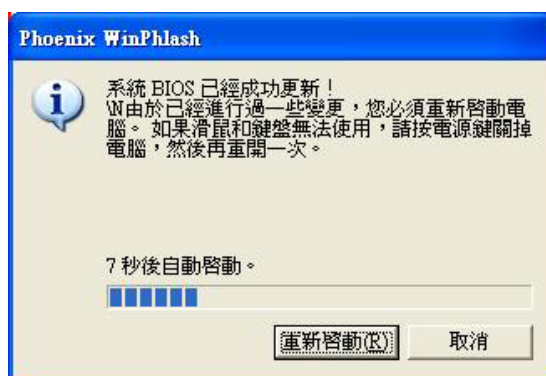 Phoenix WinPhlash
系統 BIOS 已經成功更新！
\N由於已經進行過一些變更，您必須重新啓動電
腦。如果滑鼠和鍵盤無法使用，請按電源鍵關掉
電腦，然後再重開一次。
7 秒後自動啓動。
重新啓動(R)
取消